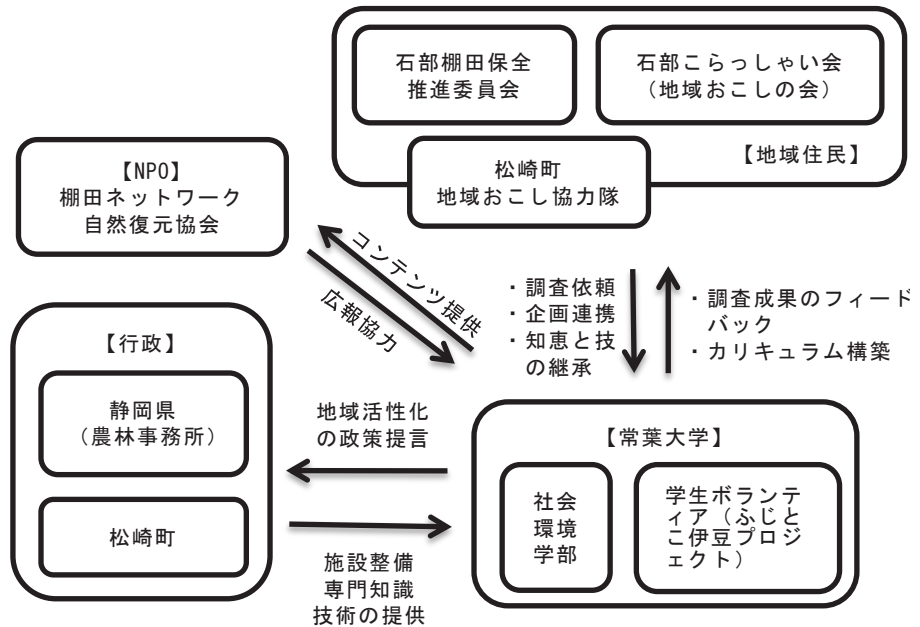 石部棚田保全
推進委員会
石部こらっしゃい会
（地域おこしの会）
【地域住民】
松崎町
地域おこし協力隊
【NPO】
棚田ネットワーク
自然復元協会
コンテンツ提供
広報協力
・調査依頼
・企画連携
・知恵と技
の継承
・調査成果のフィード
バック
・カリキュラム構築
【行政】
静岡県
（農林事務所）
松崎町
地域活性化
の政策提言
施設整備
専門知識
技術の提供
【常葉大学】
社会
環境
学部
学生ボランテ
ィア（ふじと
こ伊豆プロジ
ェクト）